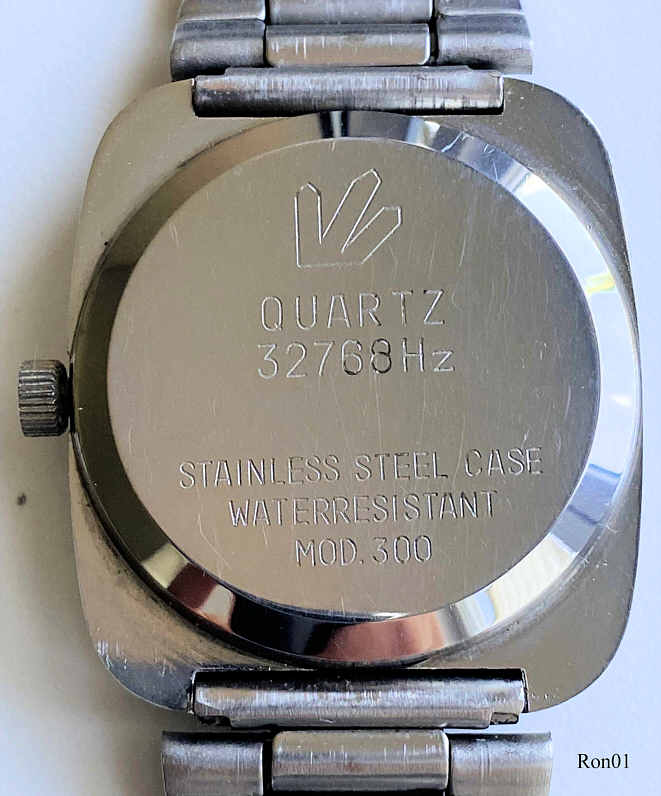 QUARTZ
32768Hz
STAINLESS STEEL CASE
WATERRESISTANT
MOD.300
Ron01